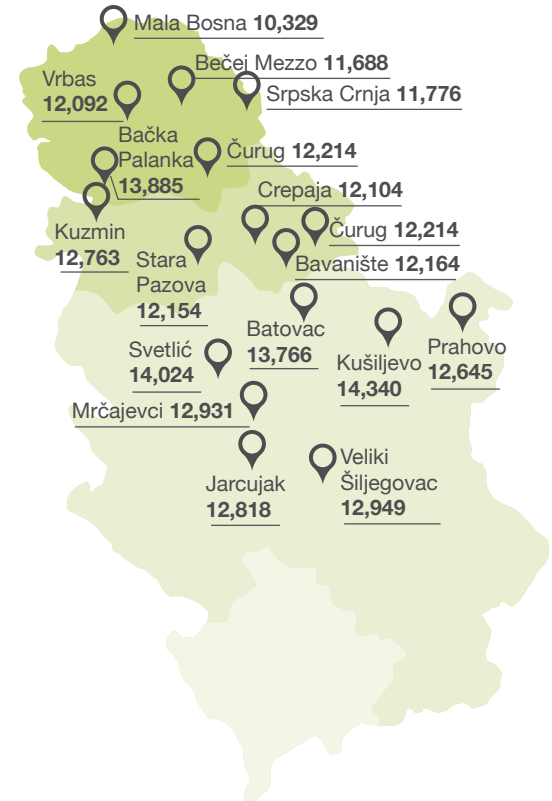 Mala Bosna 10,329
Bečej Mezzo 11,688
Vrbas
12,092
Srpska Crnja 11,776
Bačka
Palanka
13,885
Čurug 12,214
Crepaja 12,104
Kuzmin
12,763
Stara
Pazova
12,154
Čurug 12,214
Bavanište 12,164
Batovac
13,766
Svetlić
14,024
Kušiljevo
14,340
Prahovo
12,645
Mrčajevci 12,931
Jarcujak
12,818
Veliki
Šiljegovac
12,949